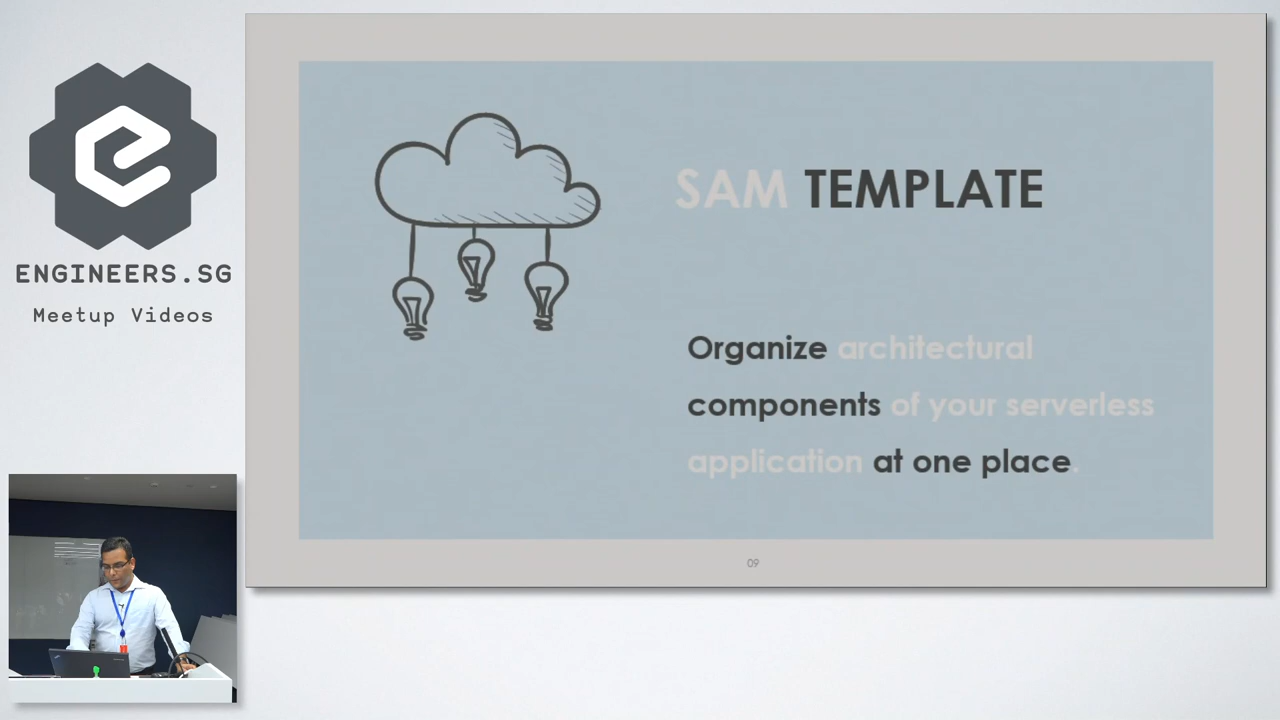 ENGINEERS.SG
Meetup Videos
SAM TEMPLATE
Organize architectural
components of your serverless
application at one place.
09